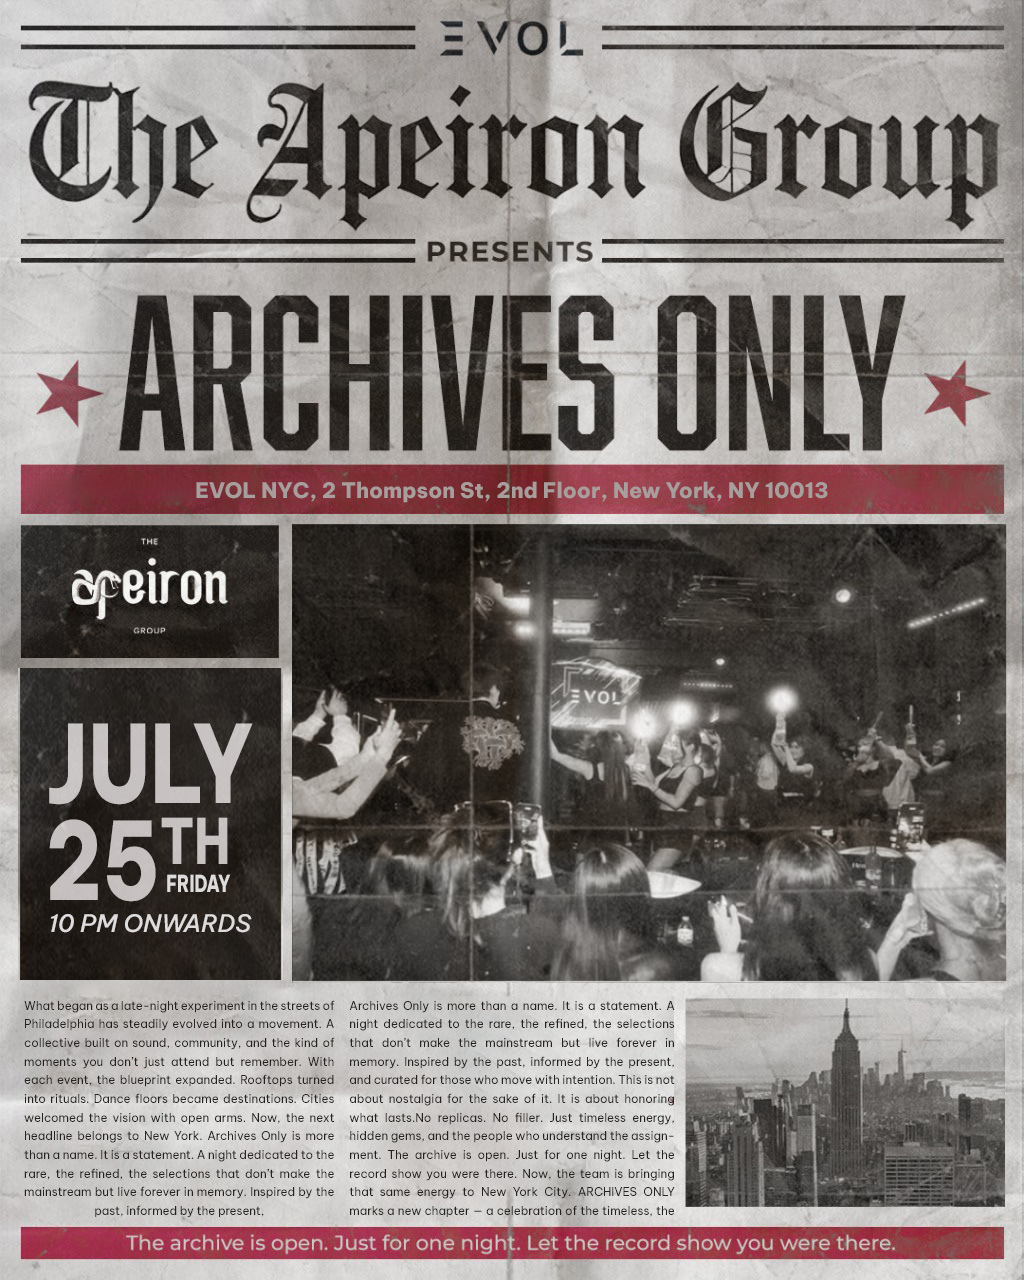 EVOL
The Apeiron Group
PRESENTS
ARCHIVES ONLY
EVOL NYC, 2 Thompson St, 2nd Floor, New York, NY 10013
THE
apeiron
GROUP
JULY
25TH
FRIDAY
10 PM ONWARDS
EVOL
What began as a late-night experiment in the streets of
Philadelphia has steadily evolved into a movement. A
collective built on sound, community, and the kind of
moments you don't just attend but remember. With
each event, the blueprint expanded. Rooftops turned
into rituals. Dance floors became destinations. Cities
welcomed the vision with open arms. Now, the next
headline belongs to New York. Archives Only is more
than a name. It is a statement. A night dedicated to the
rare, the refined, the selections that don't make the
mainstream but live forever in memory. Inspired by the
past, informed by the present,
Archives Only is more than a name. It is a statement. A
night dedicated to the rare, the refined, the selections
that don't make the mainstream but live forever in
memory. Inspired by the past, informed by the present,
and curated for those who move with intention. This is not
about nostalgia for the sake of it. It is about honoring
what lasts.No replicas. No filler. Just timeless energy,
hidden gems, and the people who understand the assign-
ment. The archive is open. Just for one night. Let the
record show you were there. Now, the team is bringing
that same energy to New York City. ARCHIVES ONLY
marks a new chapter — a celebration of the timeless, the
The archive is open. Just for one night. Let the record show you were there.